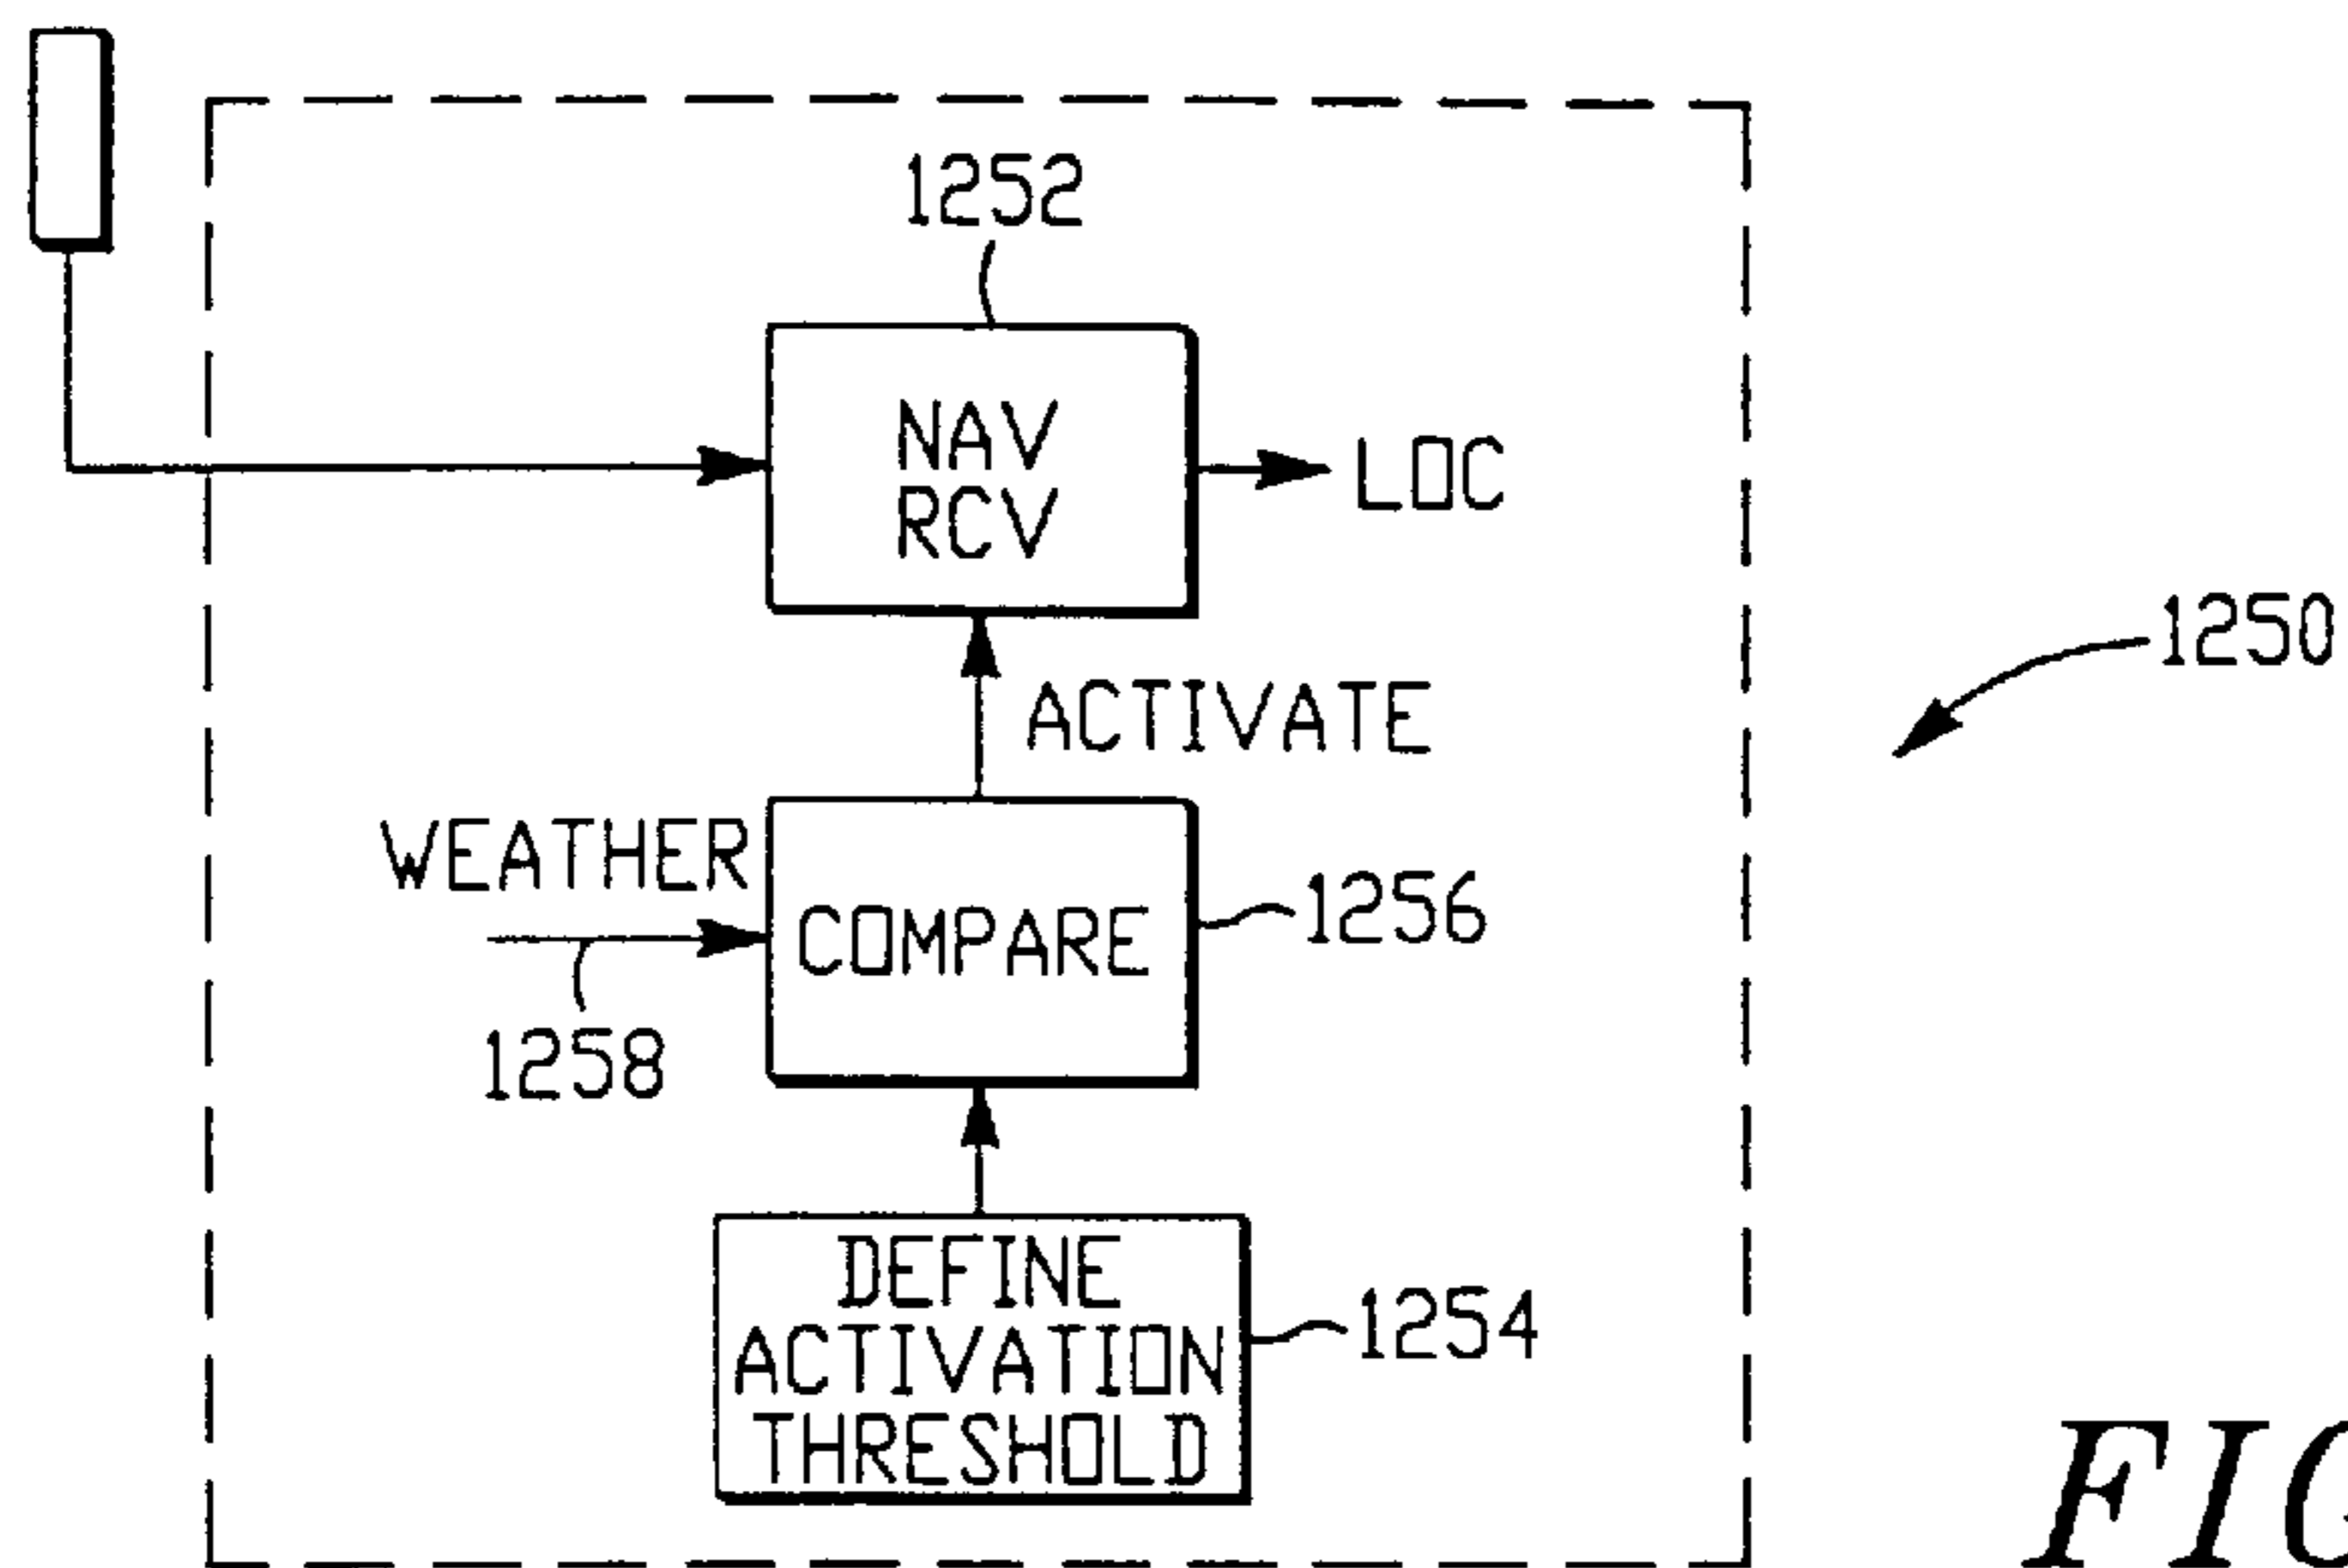 1252
NAV
RCV
LOC
1250
ACTIVATE
WEATHER
COMPARE
1256
1258
DEFINE
ACTIVATION
THRESHOLD
1254